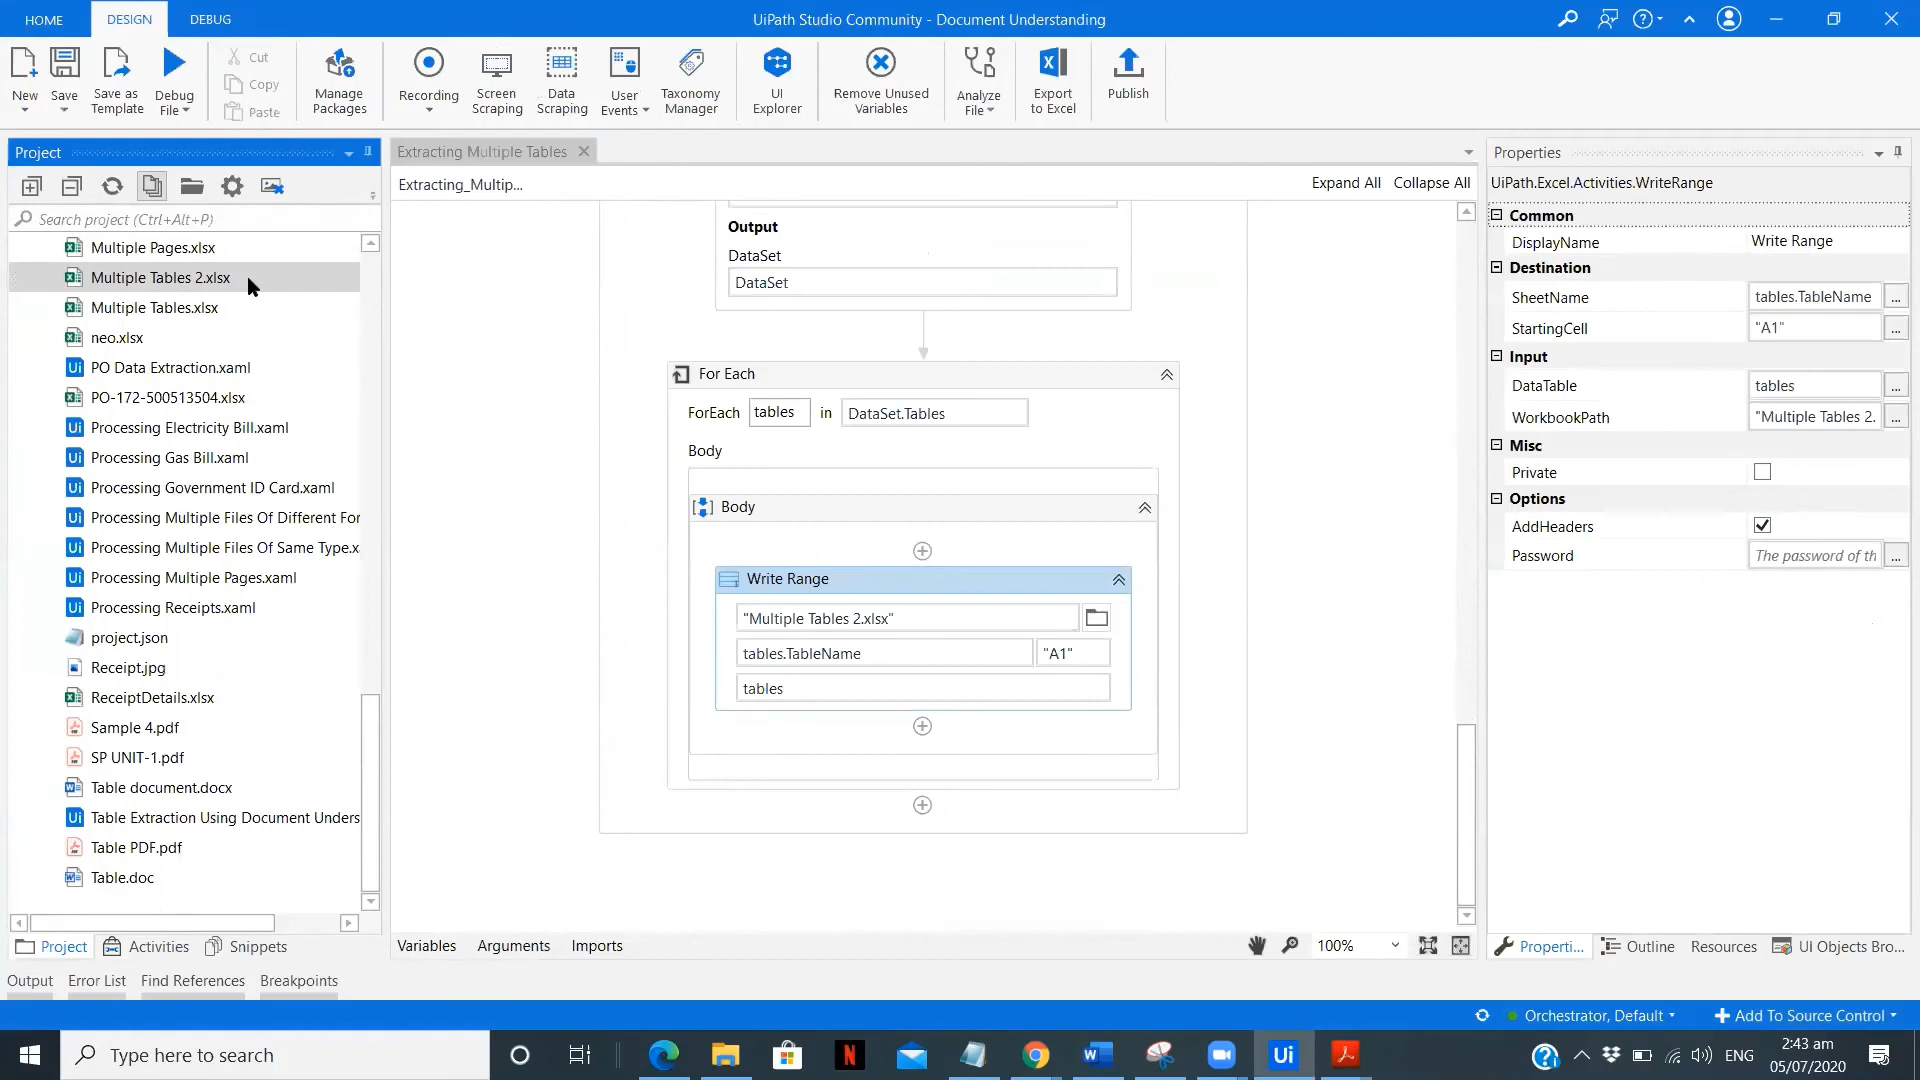 HOME
DESIGN
DEBUG
UiPath Studio Community - Document Understanding
New
Save
Save as Template
Debug File
Cut
Copy
Paste
Manage Packages
Recording
Screen Scraping
Data Scraping
User Events
Taxonomy Manager
UI Explorer
Remove Unused Variables
Analyze File
Export to Excel
Publish
Project
Search project (Ctrl+Alt+P)
Multiple Pages.xlsx
Multiple Tables 2.xlsx
Multiple Tables.xlsx
neo.xlsx
PO Data Extraction.xaml
PO-172-500513504.xlsx
Processing Electricity Bill.xaml
Processing Gas Bill.xaml
Processing Government ID Card.xaml
Processing Multiple Files Of Different For
Processing Multiple Files Of Same Type.x
Processing Multiple Pages.xaml
Processing Receipts.xaml
project.json
Receipt.jpg
ReceiptDetails.xlsx
Sample 4.pdf
SP UNIT-1.pdf
Table document.docx
Table Extraction Using Document Unders
Table PDF.pdf
Table.doc
Project
Activities
Snippets
Extracting Multiple Tables
Extracting_Multip...
Expand All
Collapse All
Output
DataSet
DataSet
For Each
ForEach tables in DataSet.Tables
Body
Body
Write Range
"Multiple Tables 2.xlsx"
tables.TableName
"A1"
tables
Variables
Arguments
Imports
100%
Properties
UiPath.Excel.Activities.WriteRange
Common
DisplayName Write Range
Destination
SheetName tables.TableName ...
StartingCell "A1" ...
Input
DataTable tables ...
WorkbookPath "Multiple Tables 2. ...
Misc
Private
Options
AddHeaders
Password The password of th ...
Properti...
Outline
Resources
UI Objects Bro...
Output
Error List
Find References
Breakpoints
Orchestrator, Default
Add To Source Control
Type here to search
Ui
ENG
2:43 am
05/07/2020